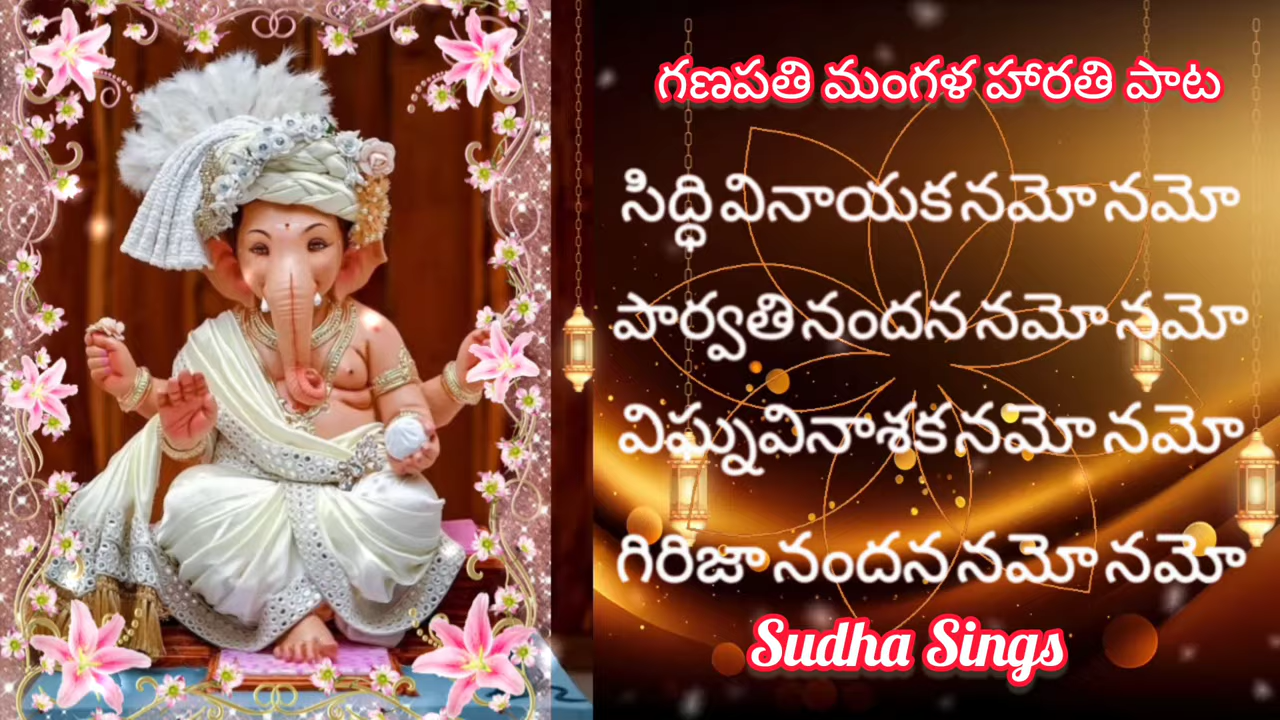 గణపతి మంగళ హారతి పాట
సిద్ధి వినాయక నమో నమో
పార్వతి నందన నమో నమో
విఘ్నవినాశక నమో నమో
గిరిజా నందన నమో నమో
Sudha Sings